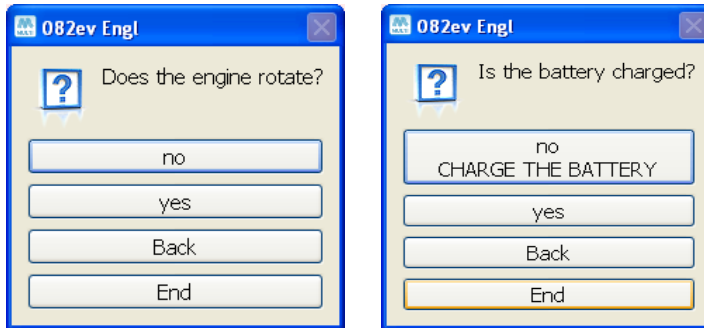 082ev Engl
Does the engine rotate?
no
yes
Back
End
082ev Engl
Is the battery charged?
no
CHARGE THE BATTERY
yes
Back
End